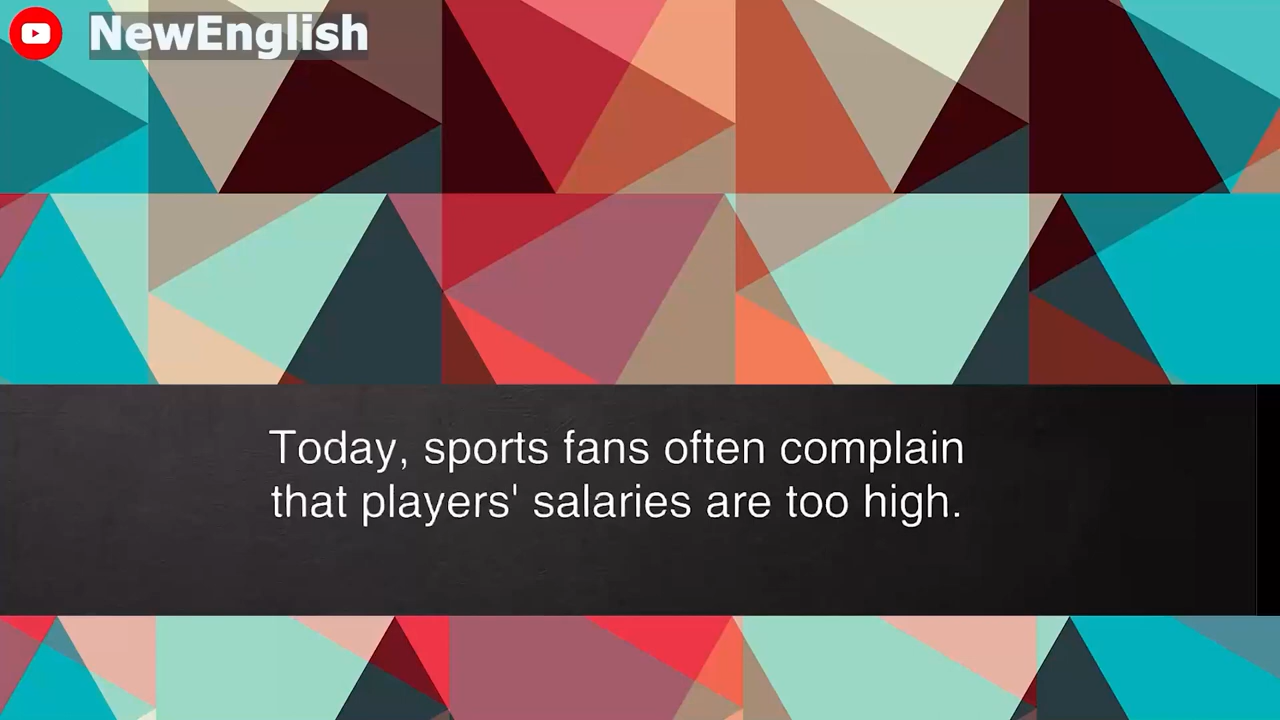 NewEnglish
Today, sports fans often complain
that players' salaries are too high.